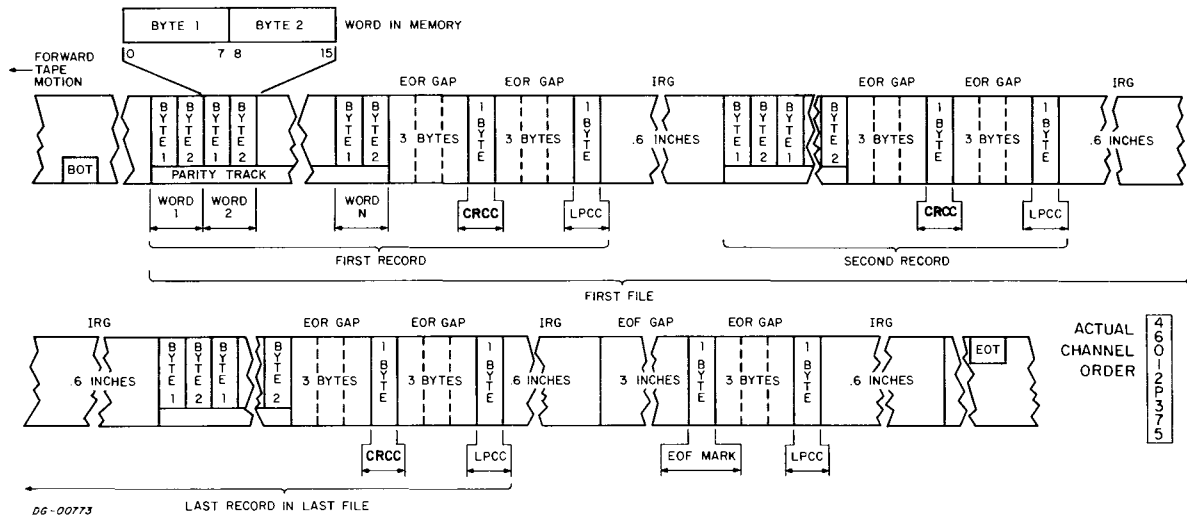 BYTE 1 BYTE 2 WORD IN MEMORY
0 7 8 15
FORWARD
TAPE
MOTION
EOR GAP EOR GAP IRG EOR GAP EOR GAP IRG
BYTE 1 BYTE 2 BYTE 1 BYTE 2 BYTE 1 BYTE 2 3 BYTES 1 BYTE 3 BYTES 1 BYTE .6 INCHES BYTE 1 BYTE 2 BYTE 1 BYTE 2 3 BYTES 1 BYTE 3 BYTES 1 BYTE .6 INCHES
BOT PARITY TRACK
WORD 1 WORD 2 WORD N CRCC LPCC CRCC LPCC
FIRST RECORD SECOND RECORD
FIRST FILE
IRG EOR GAP EOR GAP IRG EOF GAP EOR GAP IRG
.6 INCHES BYTE 1 BYTE 2 BYTE 1 BYTE 2 3 BYTES 1 BYTE 3 BYTES 1 BYTE .6 INCHES 3 INCHES 1 BYTE 3 BYTES 1 BYTE .6 INCHES EOT
CRCC LPCC EOF MARK LPCC
LAST RECORD IN LAST FILE
ACTUAL
CHANNEL
ORDER
4
6
0
1
2
P
3
7
5
DG-00773